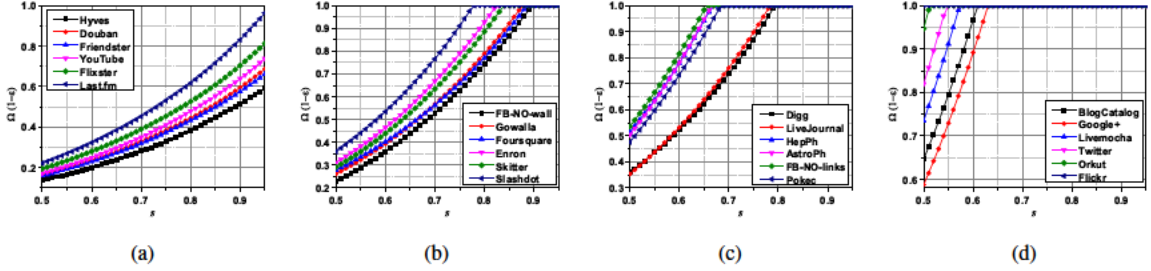 1.0
0.8
0.6
0.4
0.2
Ω (1−ε)
Hyves
Douban
Friendster
YouTube
Flixster
Last.fm
0.5 0.6 0.7 0.8 0.9
s
(a)
1.0
0.9
0.8
0.7
0.6
0.5
0.4
0.3
0.2
Ω (1−ε)
FB-NO-wall
Gowalla
Foursquare
Enron
Skitter
Slashdot
0.5 0.6 0.7 0.8 0.9
s
(b)
1.0
0.9
0.8
0.7
0.6
0.5
0.4
0.3
Ω (1−ε)
Digg
LiveJournal
HepPh
AstroPh
FB-NO-links
Pokec
0.5 0.6 0.7 0.8 0.9
s
(c)
1.0
0.9
0.8
0.7
0.6
Ω (1−ε)
BlogCatalog
Google+
Livemocha
Twitter
Orkut
Flickr
0.5 0.6 0.7 0.8 0.9
s
(d)